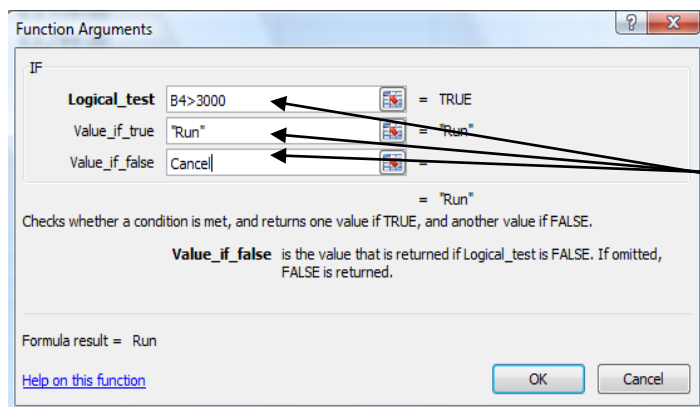 Function Arguments
IF
Logical_test B4>3000 = TRUE
Value_if_true "Run" = "Run"
Value_if_false Cancel =
= "Run"
Checks whether a condition is met, and returns one value if TRUE, and another value if FALSE.
Value_if_false is the value that is returned if Logical_test is FALSE. If omitted,
FALSE is returned.
Formula result = Run
Help on this function OK Cancel